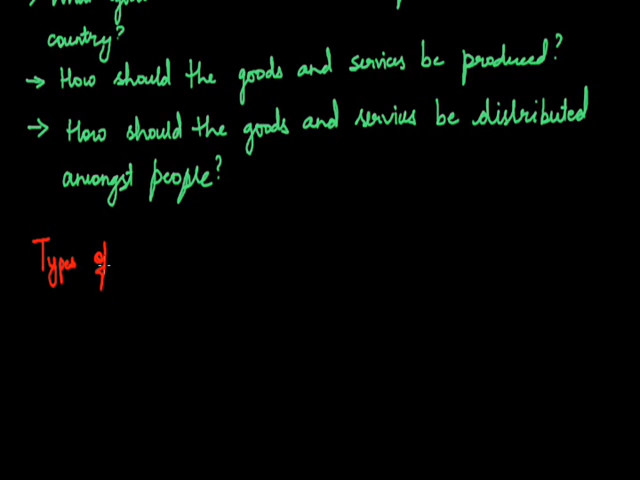 country?
→ How should the goods and services be produced?
→ How should the goods and services be distributed
amongst people?
Types of